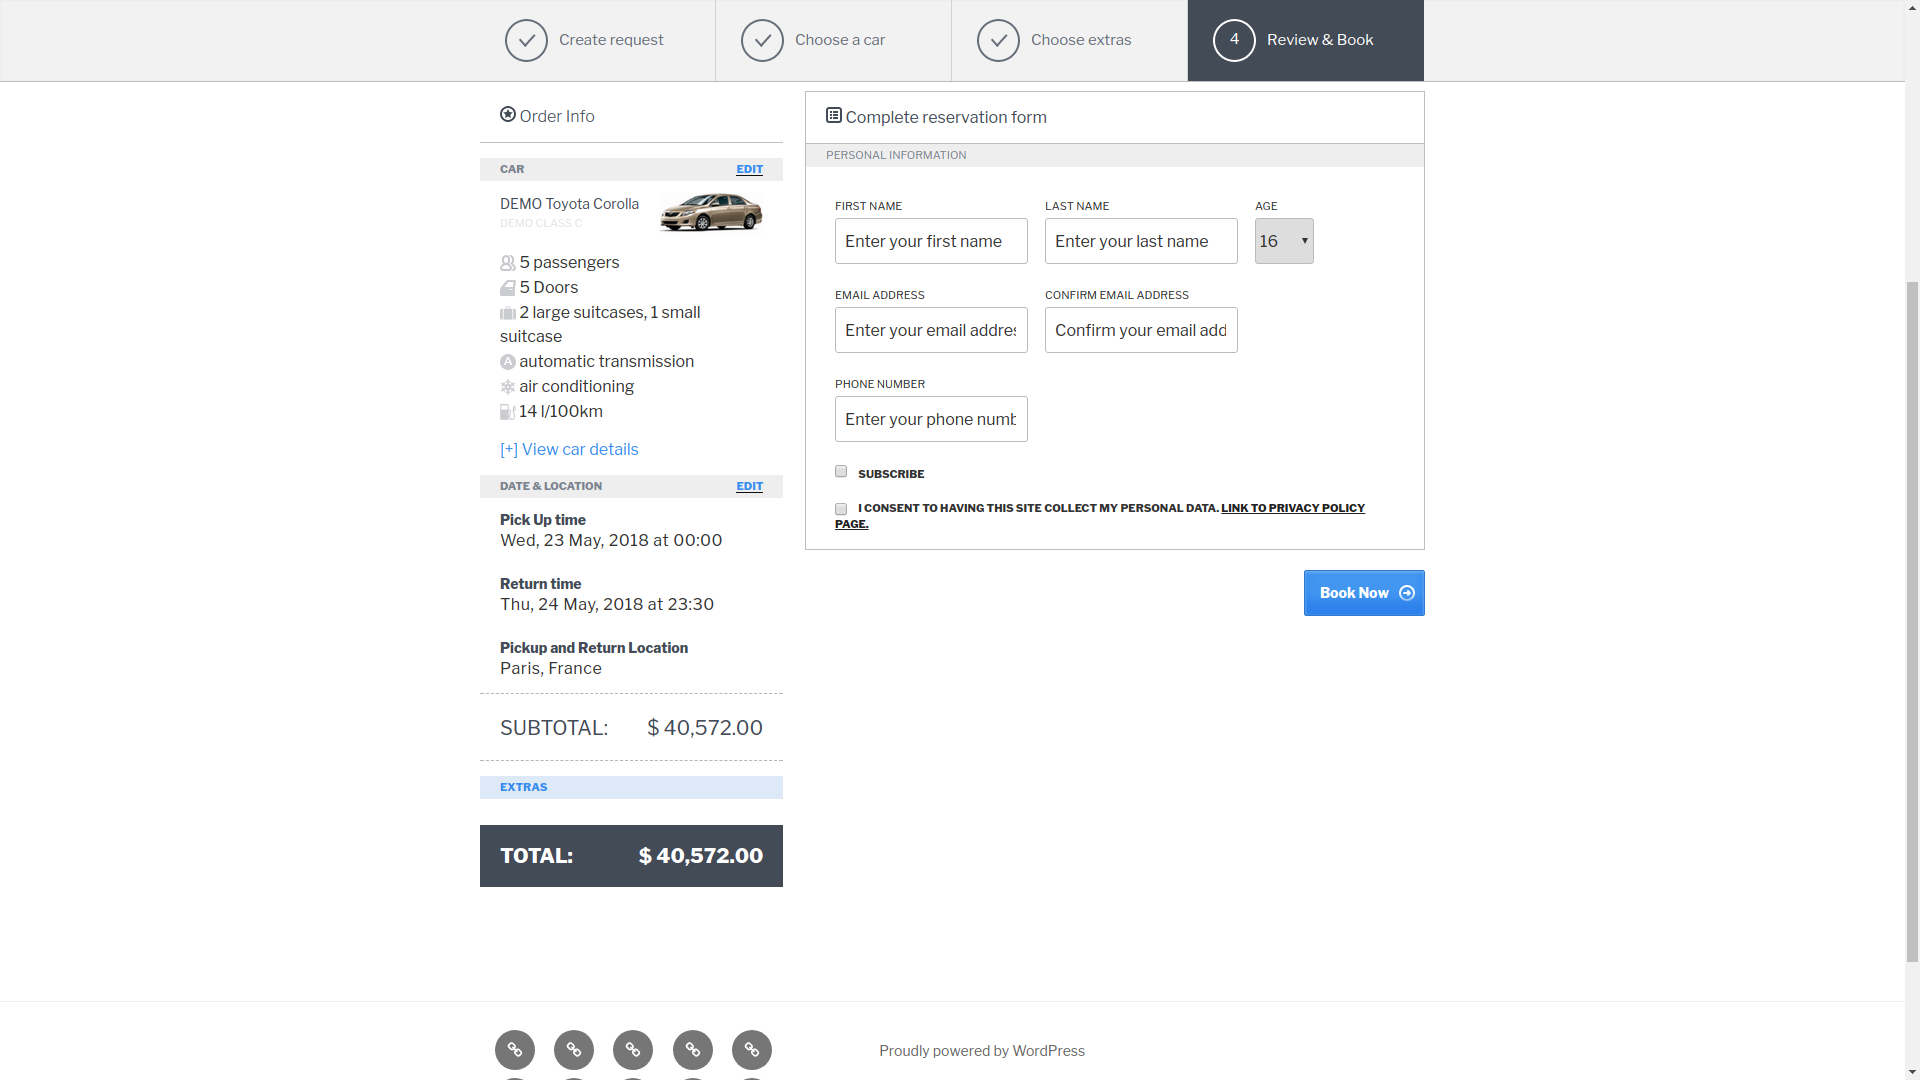 Create request
Choose a car
Choose extras
4 Review & Book
Order Info
CAR EDIT
DEMO Toyota Corolla
DEMO CLASS C
5 passengers
5 Doors
2 large suitcases, 1 small
suitcase
A automatic transmission
air conditioning
14 l/100km
[+] View car details
DATE & LOCATION EDIT
Pick Up time
Wed, 23 May, 2018 at 00:00
Return time
Thu, 24 May, 2018 at 23:30
Pickup and Return Location
Paris, France
SUBTOTAL: $ 40,572.00
EXTRAS
TOTAL: $ 40,572.00
Complete reservation form
PERSONAL INFORMATION
FIRST NAME LAST NAME AGE
Enter your first name Enter your last name 16
EMAIL ADDRESS CONFIRM EMAIL ADDRESS
Enter your email addres Confirm your email add
PHONE NUMBER
Enter your phone numb
SUBSCRIBE
I CONSENT TO HAVING THIS SITE COLLECT MY PERSONAL DATA. LINK TO PRIVACY POLICY
PAGE.
Book Now
Proudly powered by WordPress